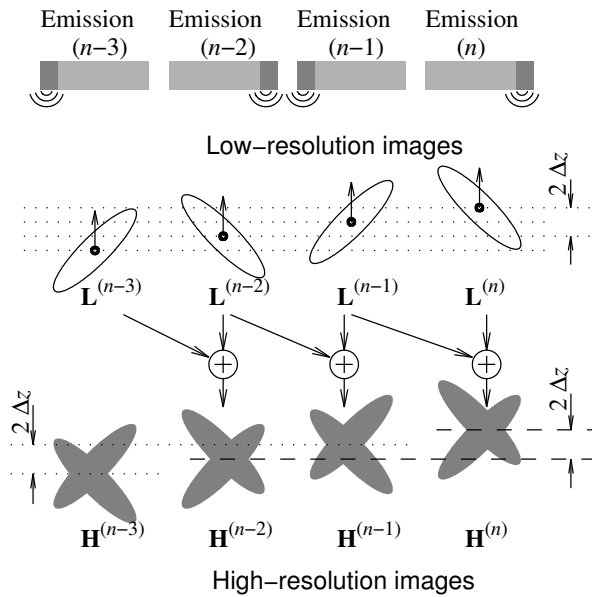 Emission Emission Emission Emission
(n−3) (n−2) (n−1) (n)
Low−resolution images
2 Δz
L(n−3) L(n−2) L(n−1) L(n)
+ + +
2 Δz 2 Δz
H(n−3) H(n−2) H(n−1) H(n)
High−resolution images